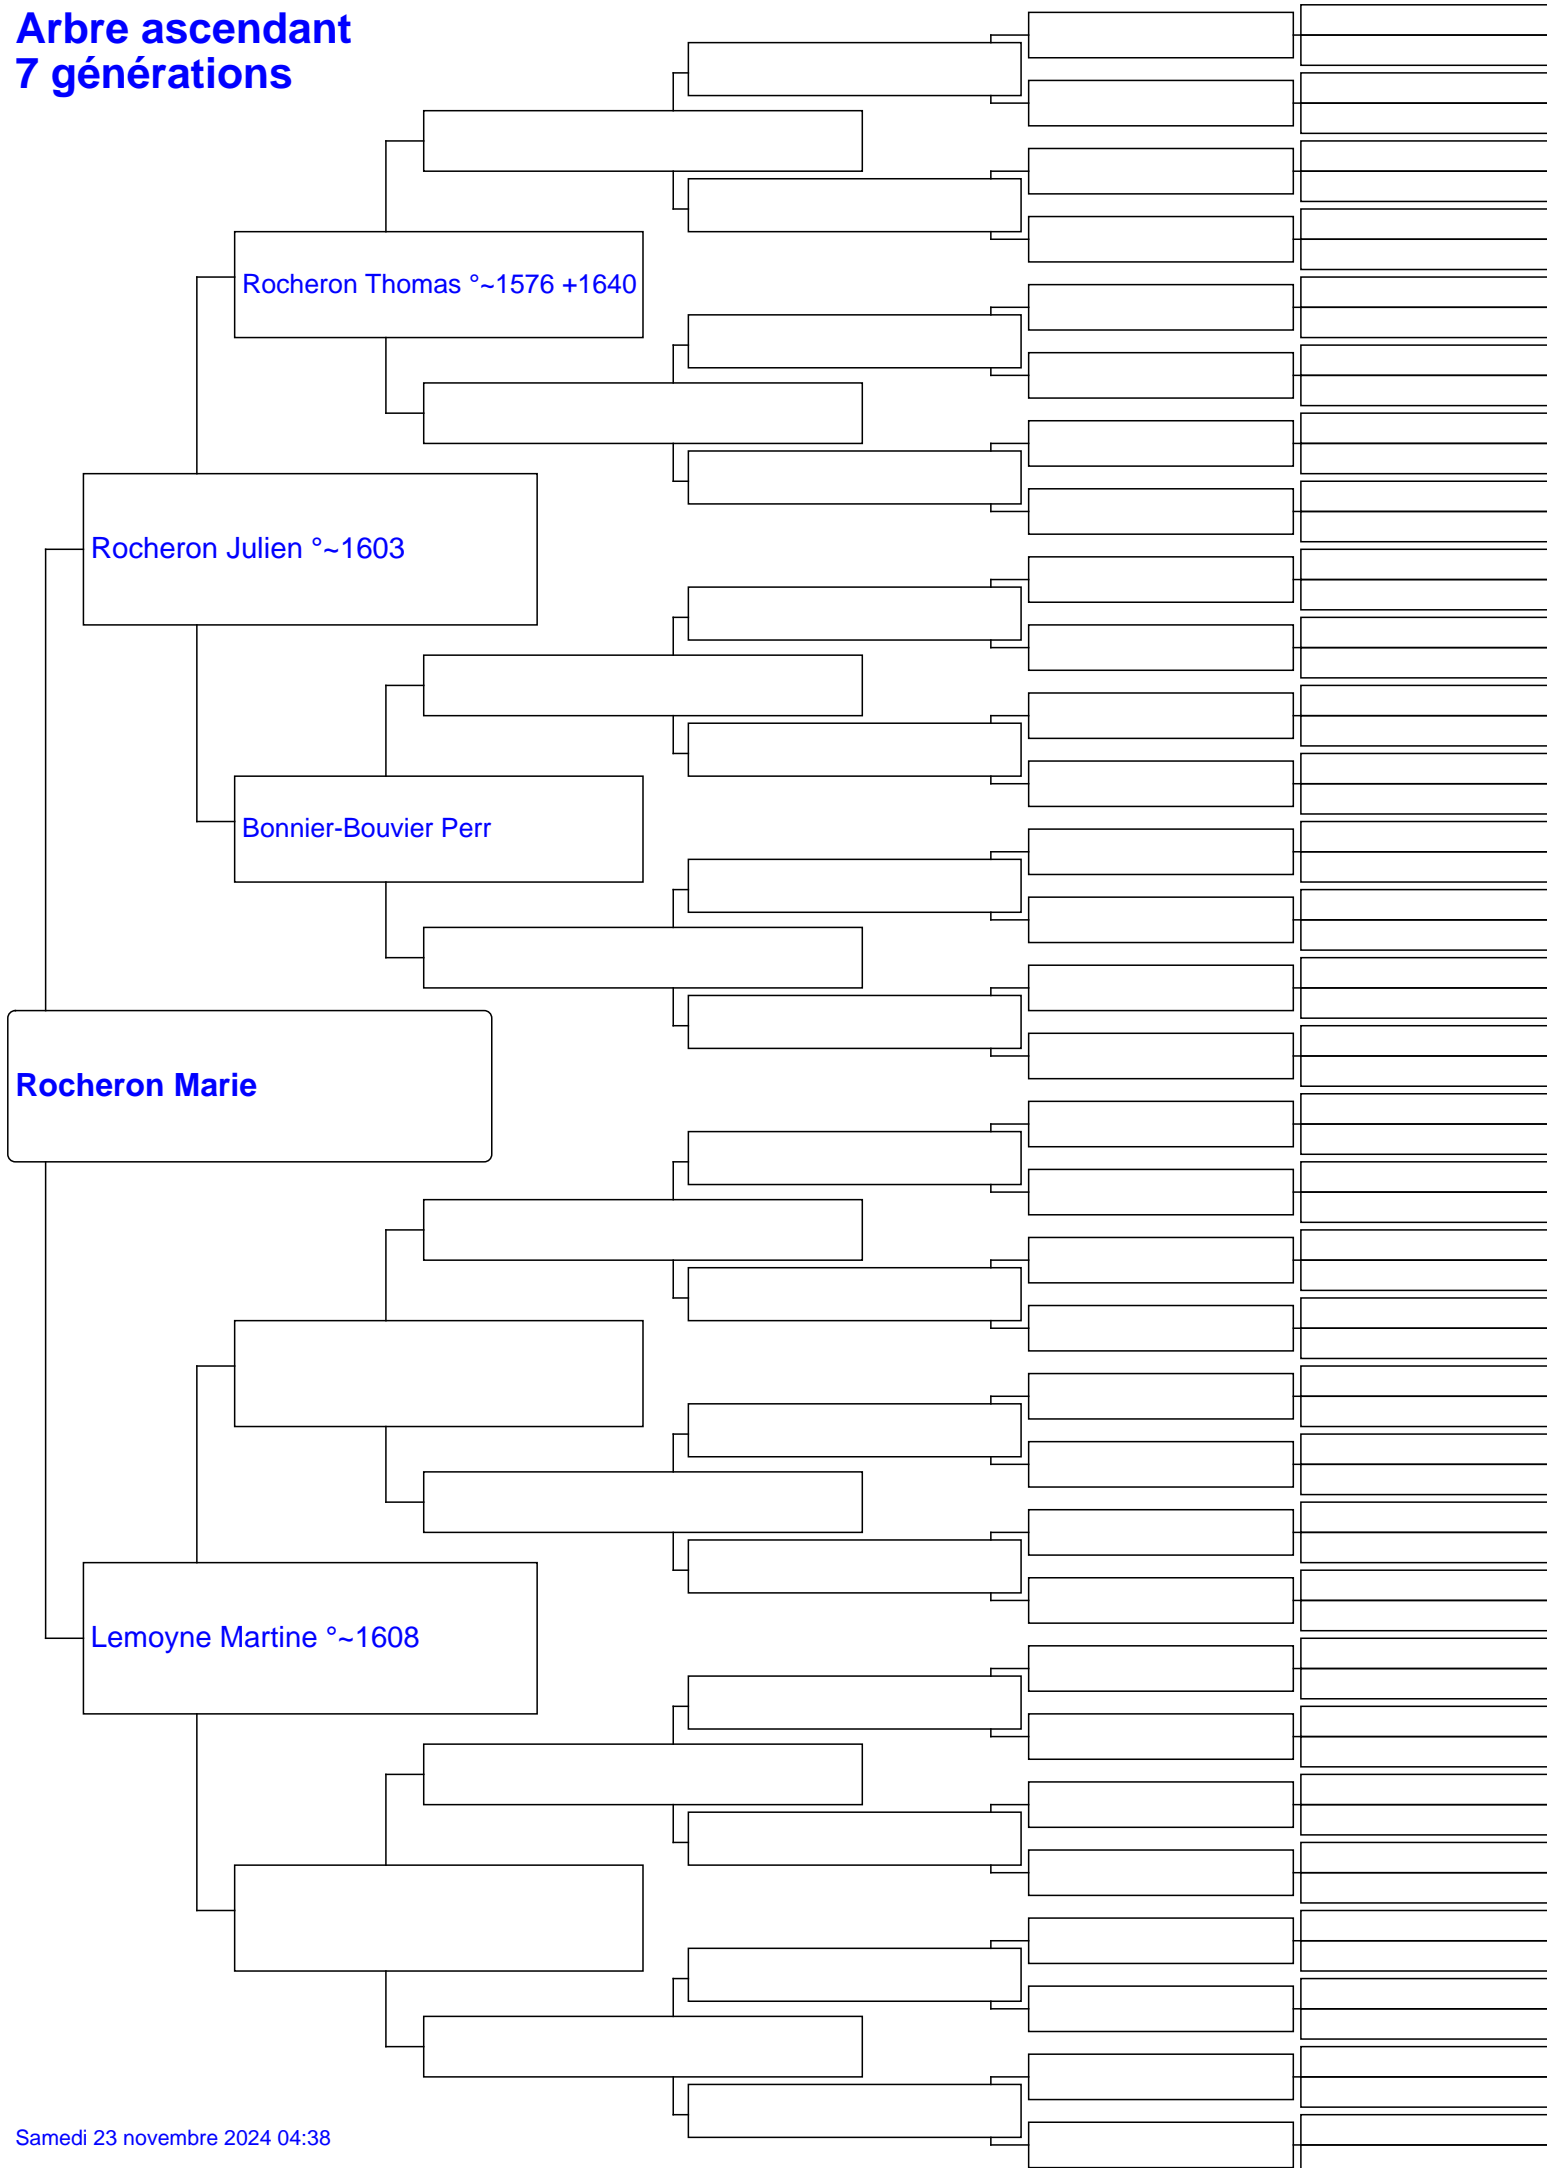 Arbre ascendant
7 générations
Rocheron Thomas °~1576 +1640
Rocheron Julien °~1603
Bonnier-Bouvier Perr
Rocheron Marie
Lemoyne Martine °~1608
Samedi 23 novembre 2024 04:38